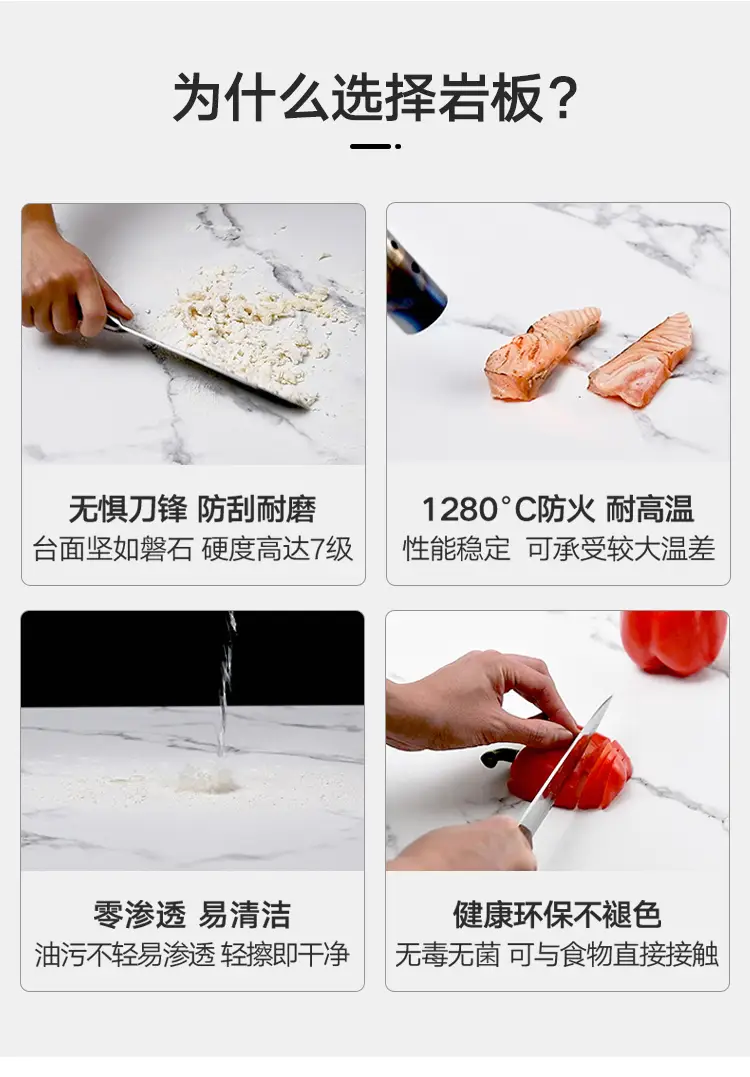 为什么选择岩板?
无惧刀锋 防刮耐磨
台面坚如磐石 硬度高达7级
1280°C防火 耐高温
性能稳定 可承受较大温差
零渗透 易清洁
油污不轻易渗透 轻擦即干净
健康环保不褪色
无毒无菌 可与食物直接接触